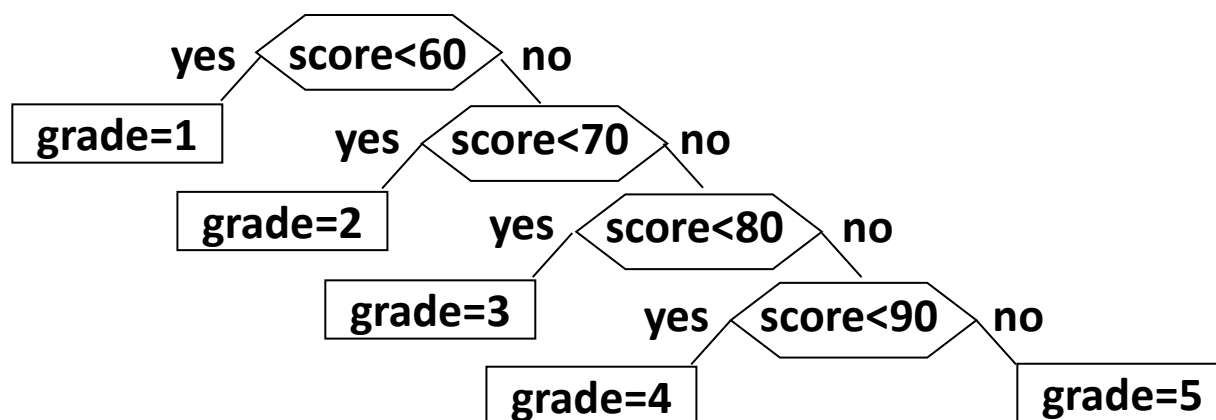 yes score<60 no
grade=1 yes score<70 no
grade=2 yes score<80 no
grade=3 yes score<90 no
grade=4 grade=5